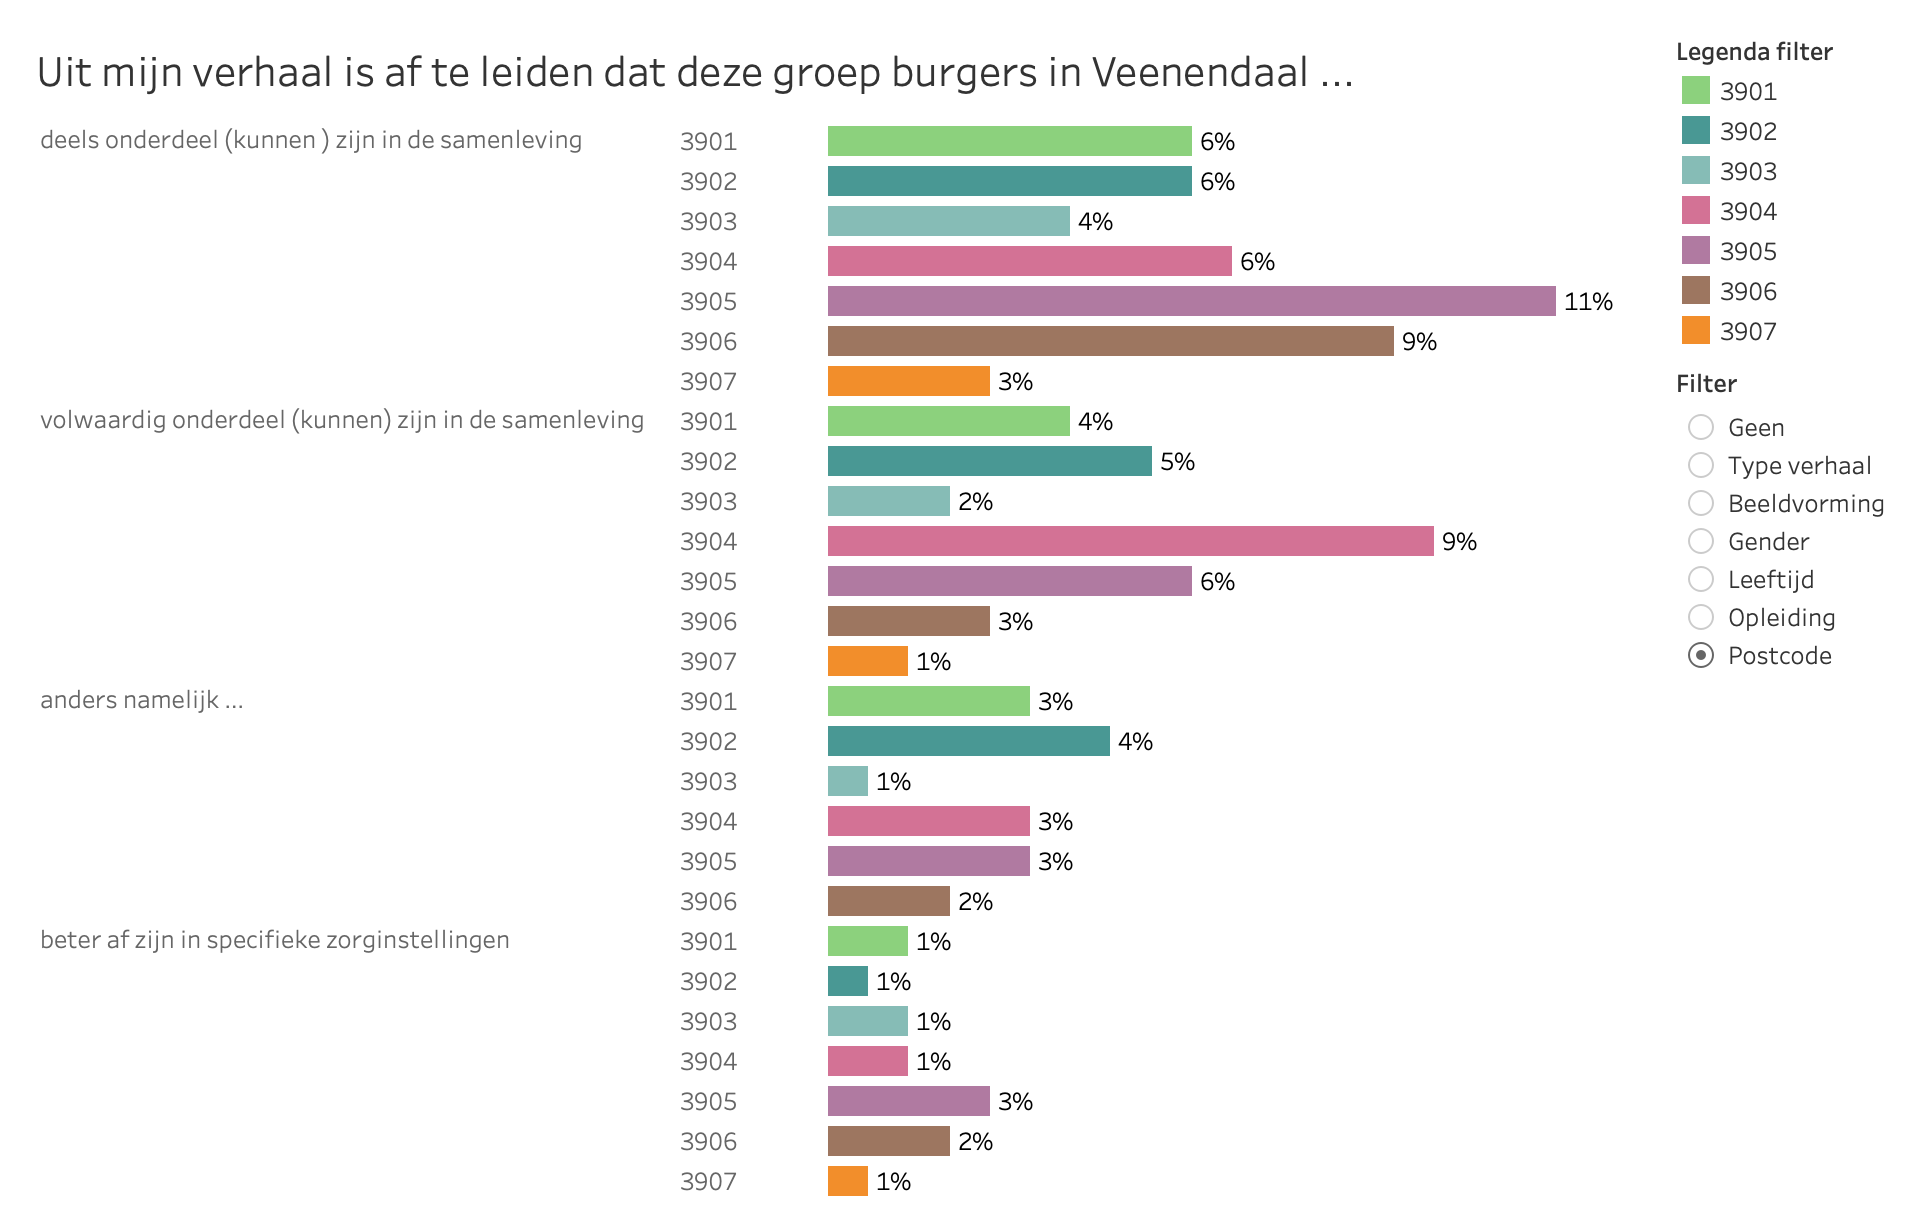 Uit mijn verhaal is af te leiden dat deze groep burgers in Veenendaal ...
deels onderdeel (kunnen ) zijn in de samenleving
3901 6%
3902 6%
3903 4%
3904 6%
3905 11%
3906 9%
3907 3%
volwaardig onderdeel (kunnen) zijn in de samenleving
3901 4%
3902 5%
3903 2%
3904 9%
3905 6%
3906 3%
3907 1%
anders namelijk ...
3901 3%
3902 4%
3903 1%
3904 3%
3905 3%
3906 2%
beter af zijn in specifieke zorginstellingen
3901 1%
3902 1%
3903 1%
3904 1%
3905 3%
3906 2%
3907 1%
Legenda filter
3901
3902
3903
3904
3905
3906
3907
Filter
Geen
Type verhaal
Beeldvorming
Gender
Leeftijd
Opleiding
Postcode